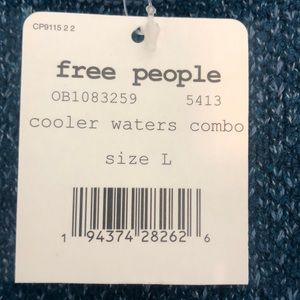 CP9115 2 2
free people
OB1083259 5413
cooler waters combo
size L
1 94374 28262 6